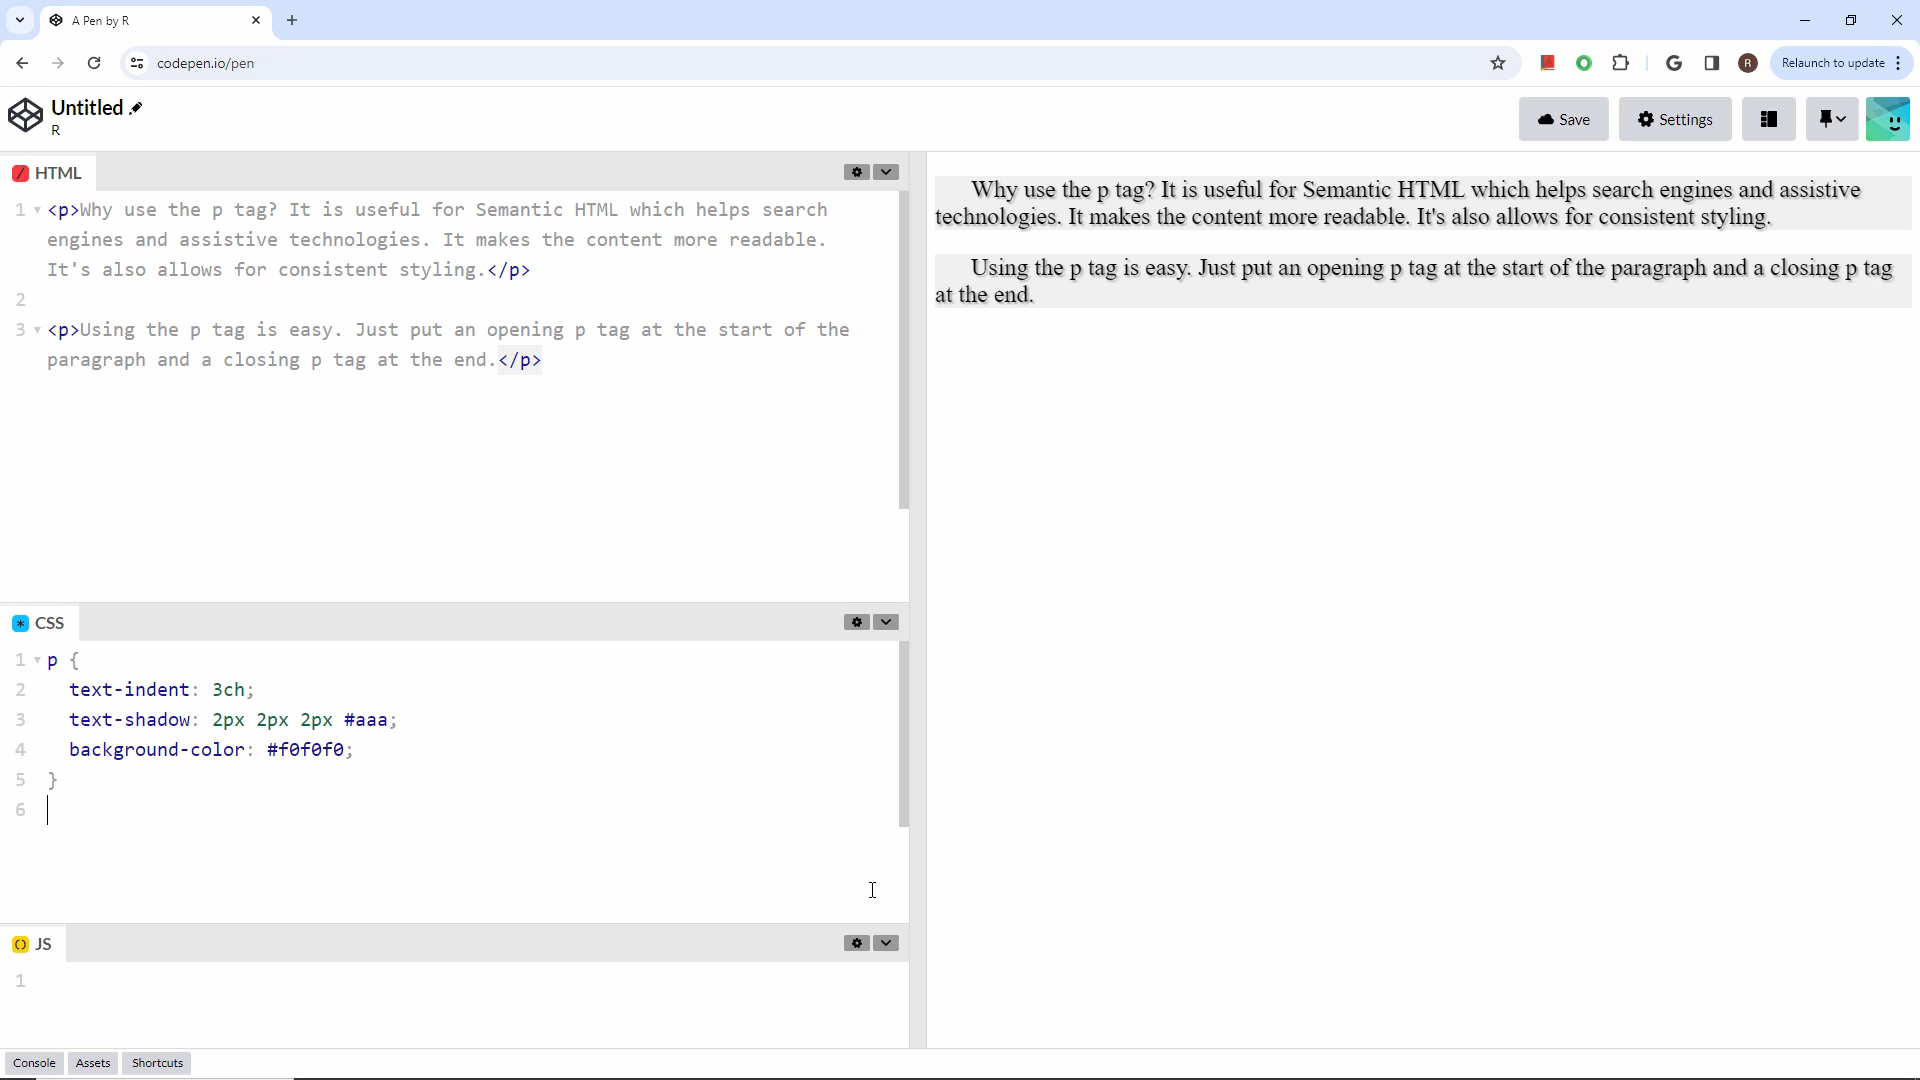 A Pen by R
codepen.io/pen
R
Relaunch to update
Untitled
R
Save
Settings
HTML
1 <p>Why use the p tag? It is useful for Semantic HTML which helps search
engines and assistive technologies. It makes the content more readable.
It's also allows for consistent styling.</p>
2
3 <p>Using the p tag is easy. Just put an opening p tag at the start of the
paragraph and a closing p tag at the end.</p>
CSS
1 p {
2 text-indent: 3ch;
3 text-shadow: 2px 2px 2px #aaa;
4 background-color: #f0f0f0;
5 }
6
JS
1
Why use the p tag? It is useful for Semantic HTML which helps search engines and assistive
technologies. It makes the content more readable. It's also allows for consistent styling.
Using the p tag is easy. Just put an opening p tag at the start of the paragraph and a closing p tag
at the end.
Console
Assets
Shortcuts